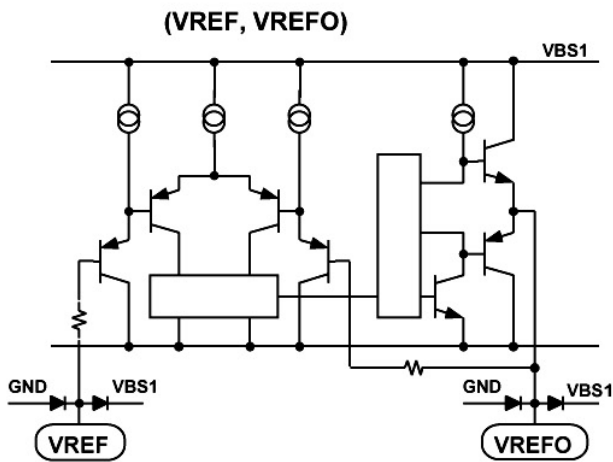 (VREF, VREFO)
VBS1
GND
VBS1
GND
VBS1
VREF
VREFO